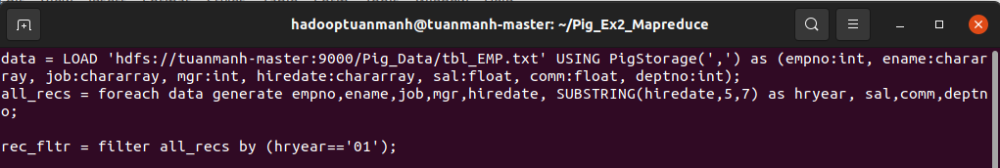 hadooptuanmanh@tuanmanh-master: ~/Pig_Ex2_Mapreduce
data = LOAD 'hdfs://tuanmanh-master:9000/Pig_Data/tbl_EMP.txt' USING PigStorage(',') as (empno:int, ename:charar
ray, job:chararray, mgr:int, hiredate:chararray, sal:float, comm:float, deptno:int);
all_recs = foreach data generate empno,ename,job,mgr,hiredate, SUBSTRING(hiredate,5,7) as hryear, sal,comm,deptn
o;
rec_fltr = filter all_recs by (hryear=='01');